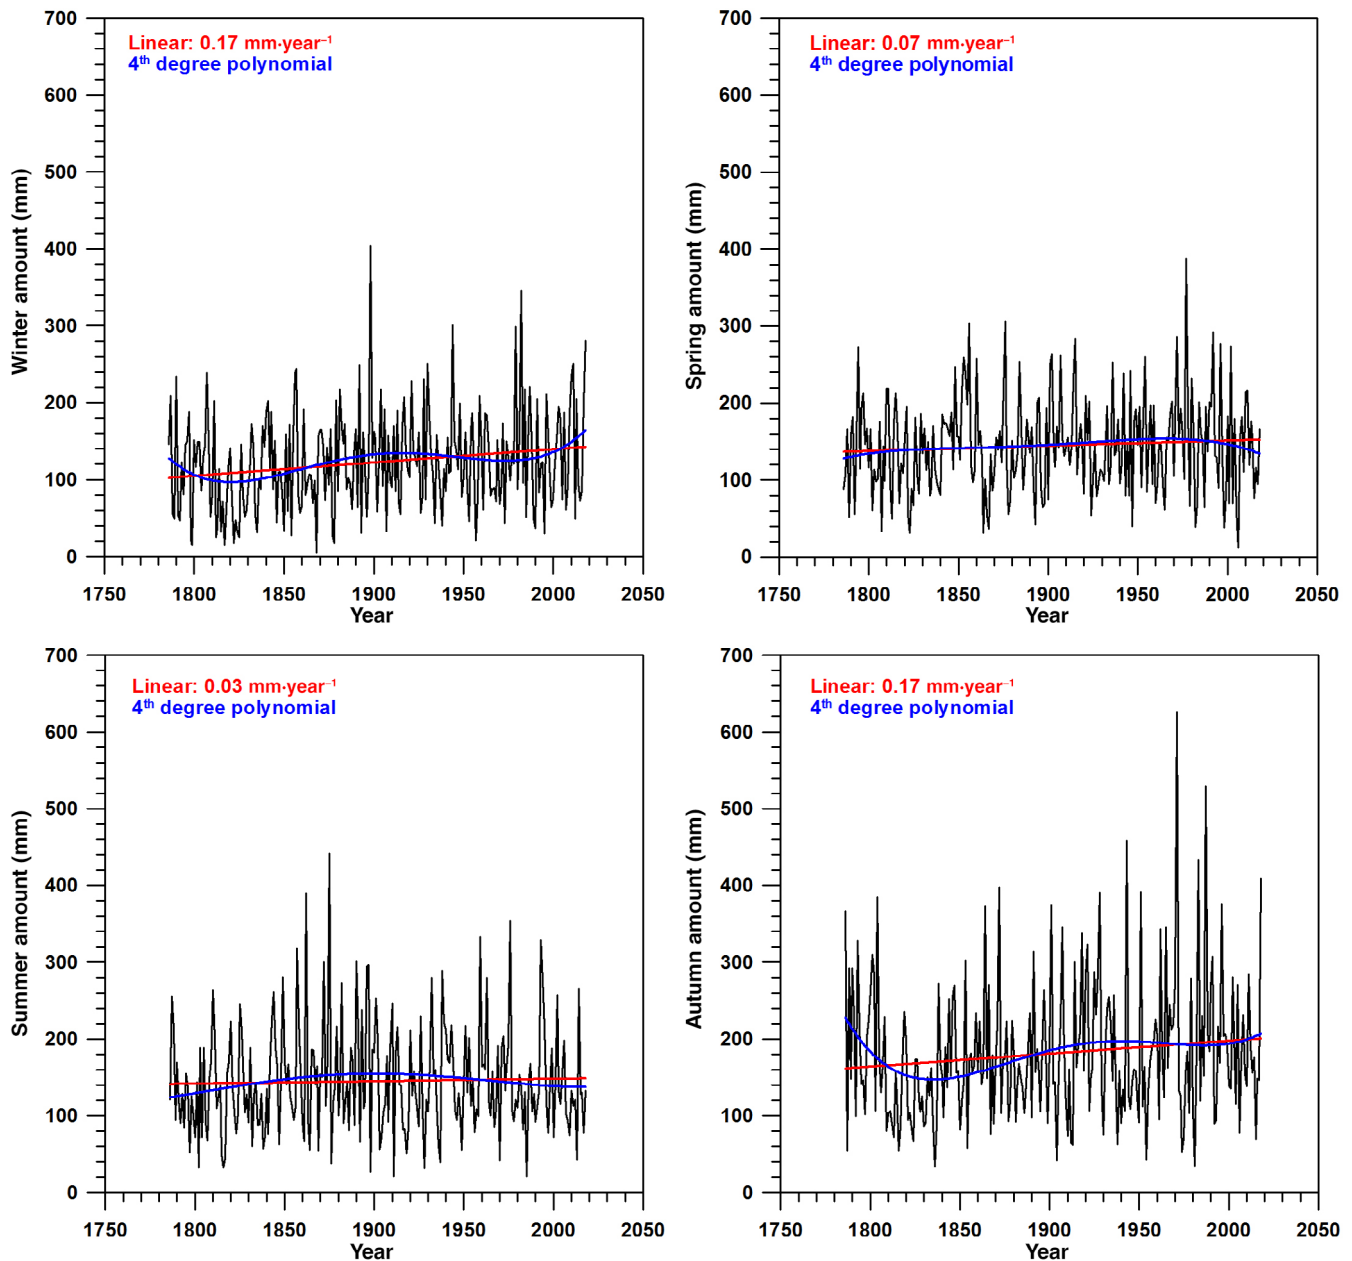 Linear: 0.17 mm·year⁻¹
4th degree polynomial
Winter amount (mm)
700
600
500
400
300
200
100
0
1750 1800 1850 1900 1950 2000 2050
Year
Linear: 0.07 mm·year⁻¹
4th degree polynomial
Spring amount (mm)
700
600
500
400
300
200
100
0
1750 1800 1850 1900 1950 2000 2050
Year
Linear: 0.03 mm·year⁻¹
4th degree polynomial
Summer amount (mm)
700
600
500
400
300
200
100
0
1750 1800 1850 1900 1950 2000 2050
Year
Linear: 0.17 mm·year⁻¹
4th degree polynomial
Autumn amount (mm)
700
600
500
400
300
200
100
0
1750 1800 1850 1900 1950 2000 2050
Year